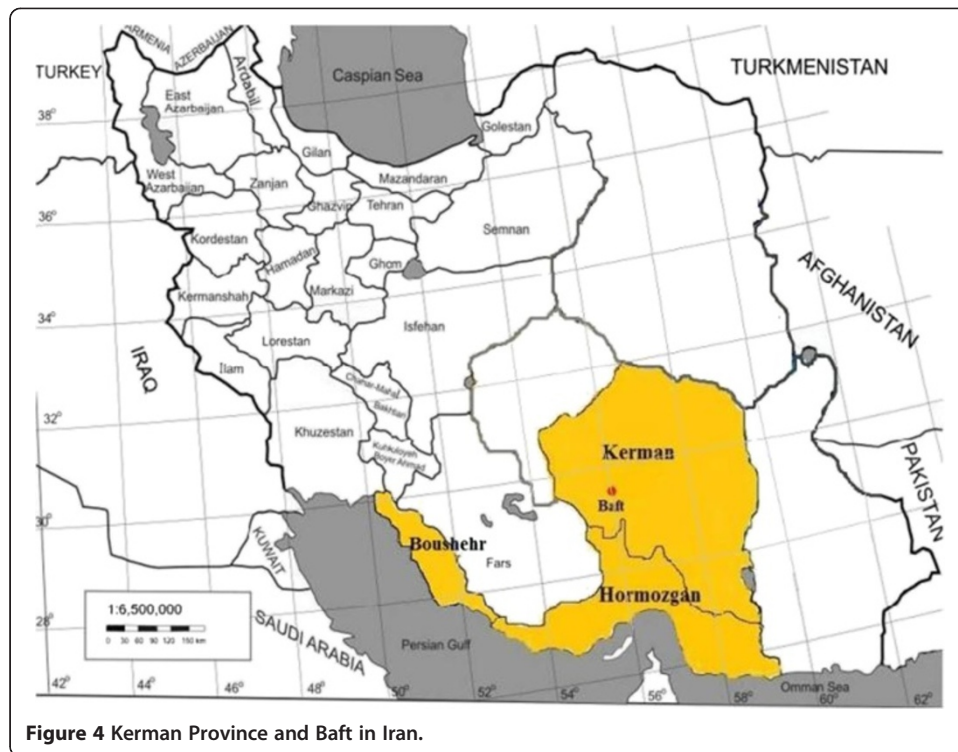 ARMENIA
AZERBAIJAN
TURKEY
Ardabil
Caspian Sea
TURKMENISTAN
38°
East
Azarbaijan
Golestan
Gilan
West
Azarbaijan
Zanjan
Mazandaran
Ghazvin
Tehran
36°
Kordestan
Semnan
Hamadan
Ghom
Kermanshah
Markazi
AFGHANISTAN
34°
Isfehan
Lorestan
IRAQ
Ilam
Chahar-Mahal
Bakhtiari
32°
Khuzestan
Kerman
Kuhkuloyeh
Boyer Ahmad
PAKISTAN
Baft
30°
KUWAIT
Boushehr
Fars
Hormozgan
1:6,500,000
0 30 60 90 120 150 km
28°
SAUDI ARABIA
Persian Gulf
Omman Sea
42° 44° 46° 48° 50° 52° 54° 56° 58° 60° 62°
Figure 4 Kerman Province and Baft in Iran.